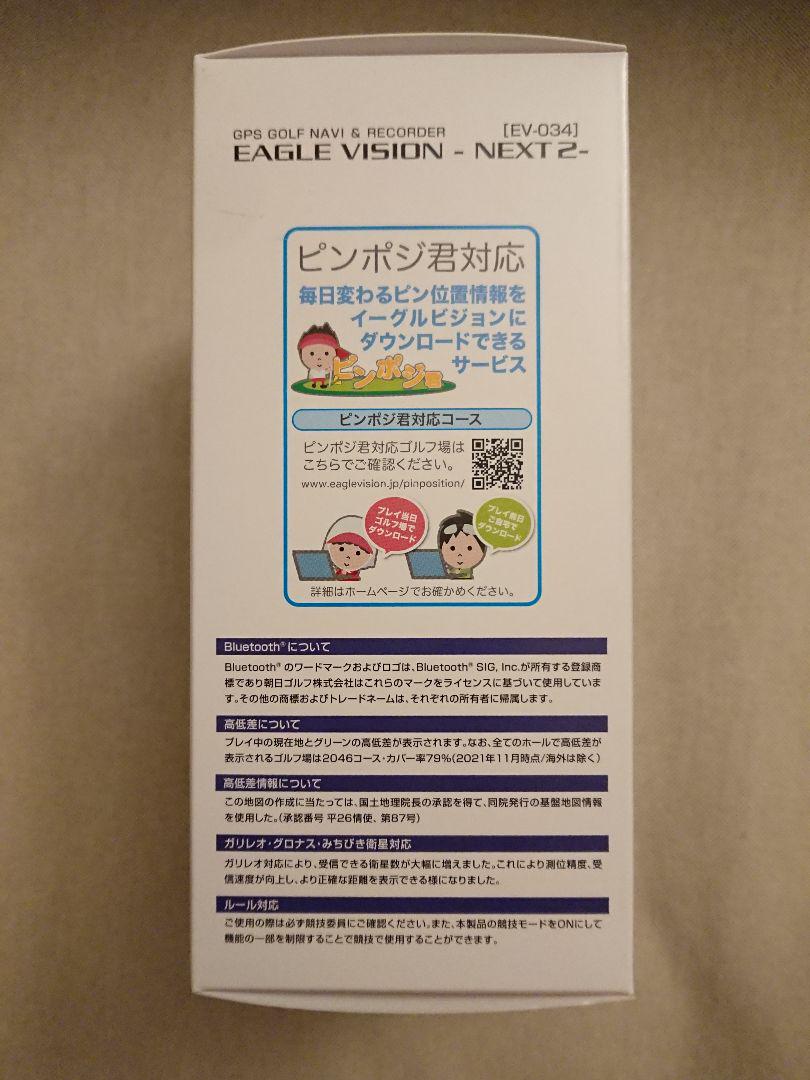 GPS GOLF NAVI & RECORDER [EV-034]
EAGLE VISION - NEXT2-
ピンポジ君対応
毎日変わるピン位置情報を
イーグルビジョンに
ダウンロードできる
サービス
ピンポジ君
ピンポジ君対応コース
ピンポジ君対応ゴルフ場は
こちらでご確認ください。
www.eaglevision.jp/pinposition/
プレイ当日
ゴルフ場で
ダウンロード
プレイ前日
ご自宅で
ダウンロード
詳細はホームページでお確かめください。
Bluetooth®について
Bluetooth® のワードマークおよびロゴは、Bluetooth® SIG, Inc.が所有する登録商
標であり朝日ゴルフ株式会社はこれらのマークをライセンスに基づいて使用していま
す。その他の商標およびトレードネームは、それぞれの所有者に帰属します。
高低差について
プレイ中の現在地とグリーンの高低差が表示されます。なお、全てのホールで高低差が
表示されるゴルフ場は2046コース・カバー率79%(2021年11月時点/海外は除く)
高低差情報について
この地図の作成に当たっては、国土地理院長の承認を得て、同院発行の基盤地図情報
を使用した。(承認番号 平26情使、第87号)
ガリレオ・グロナス・みちびき衛星対応
ガリレオ対応により、受信できる衛星数が大幅に増えました。これにより測位精度、受
信速度が向上し、より正確な距離を表示できる様になりました。
ルール対応
ご使用の際は必ず競技委員にご確認ください。また、本製品の競技モードをONにして
機能の一部を制限することで競技で使用することができます。